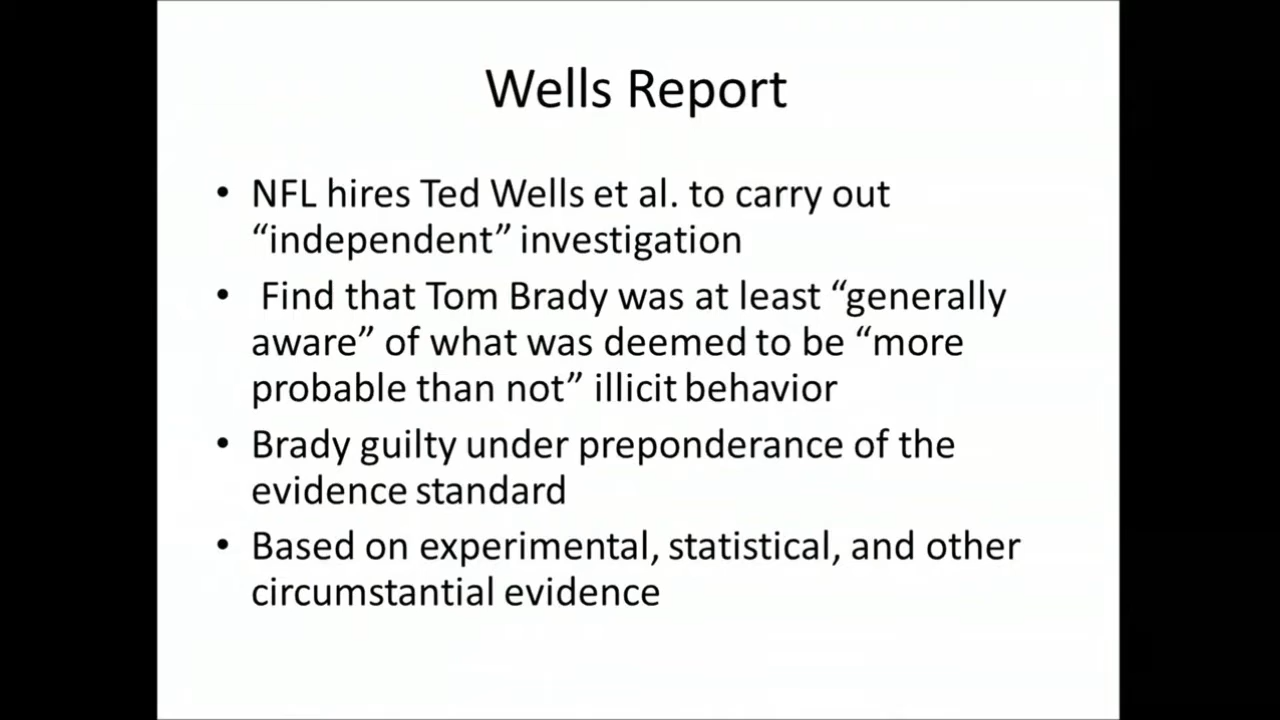 Wells Report
• NFL hires Ted Wells et al. to carry out
“independent” investigation
• Find that Tom Brady was at least “generally
aware” of what was deemed to be “more
probable than not” illicit behavior
• Brady guilty under preponderance of the
evidence standard
• Based on experimental, statistical, and other
circumstantial evidence